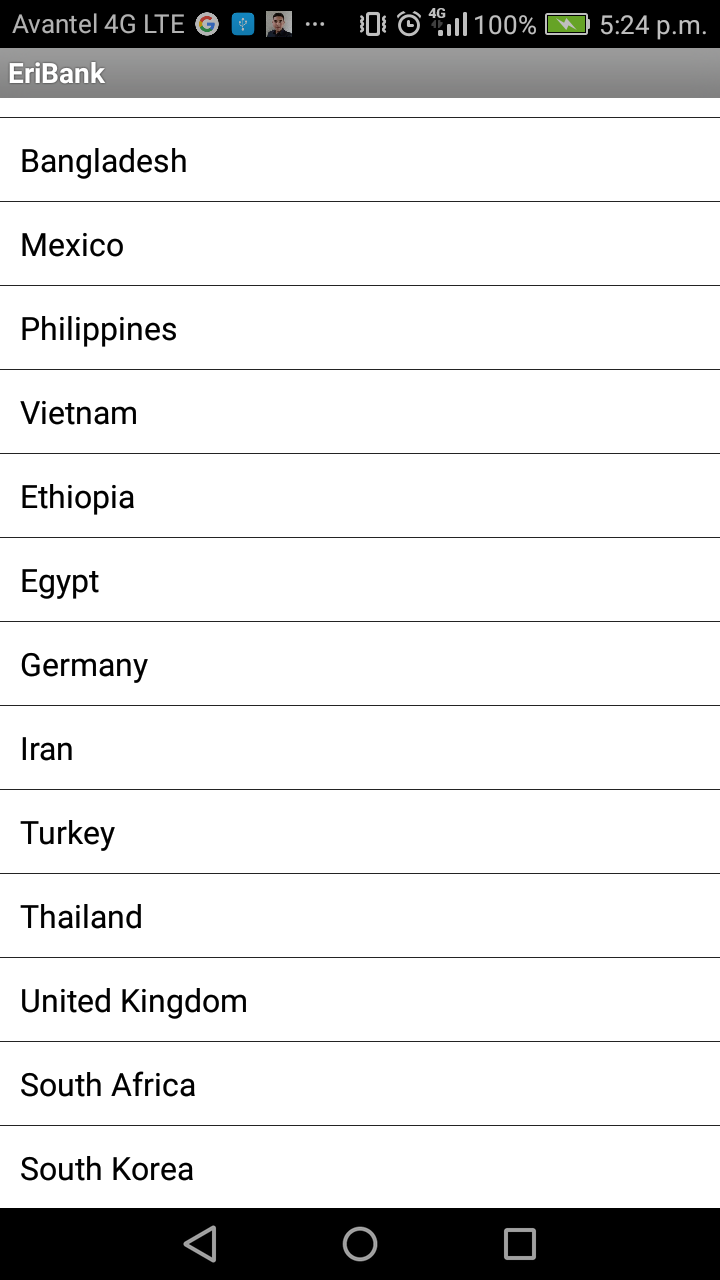 Avantel 4G LTE ... 4G 100% 5:24 p.m.
EriBank
Bangladesh
Mexico
Philippines
Vietnam
Ethiopia
Egypt
Germany
Iran
Turkey
Thailand
United Kingdom
South Africa
South Korea